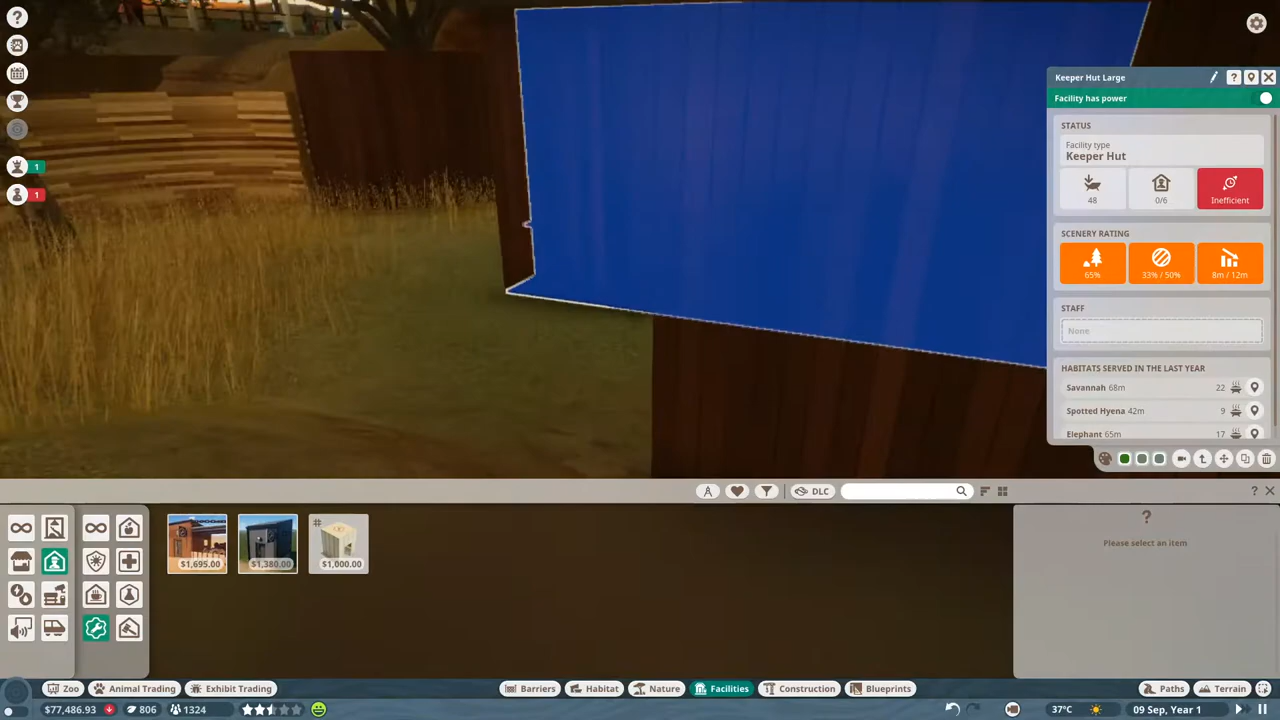 Keeper Hut Large
Facility has power
STATUS
Facility type
Keeper Hut
48
0/6
Inefficient
SCENERY RATING
65%
33% / 50%
8m / 12m
STAFF
None
HABITATS SERVED IN THE LAST YEAR
Savannah 68m 22
Spotted Hyena 42m 9
Elephant 65m 17
1
1
DLC
$1,695.00
$1,380.00
$1,000.00
Please select an item
Zoo
Animal Trading
Exhibit Trading
Barriers
Habitat
Nature
Facilities
Construction
Blueprints
Paths
Terrain
$77,486.93
806
1324
37°C
09 Sep, Year 1